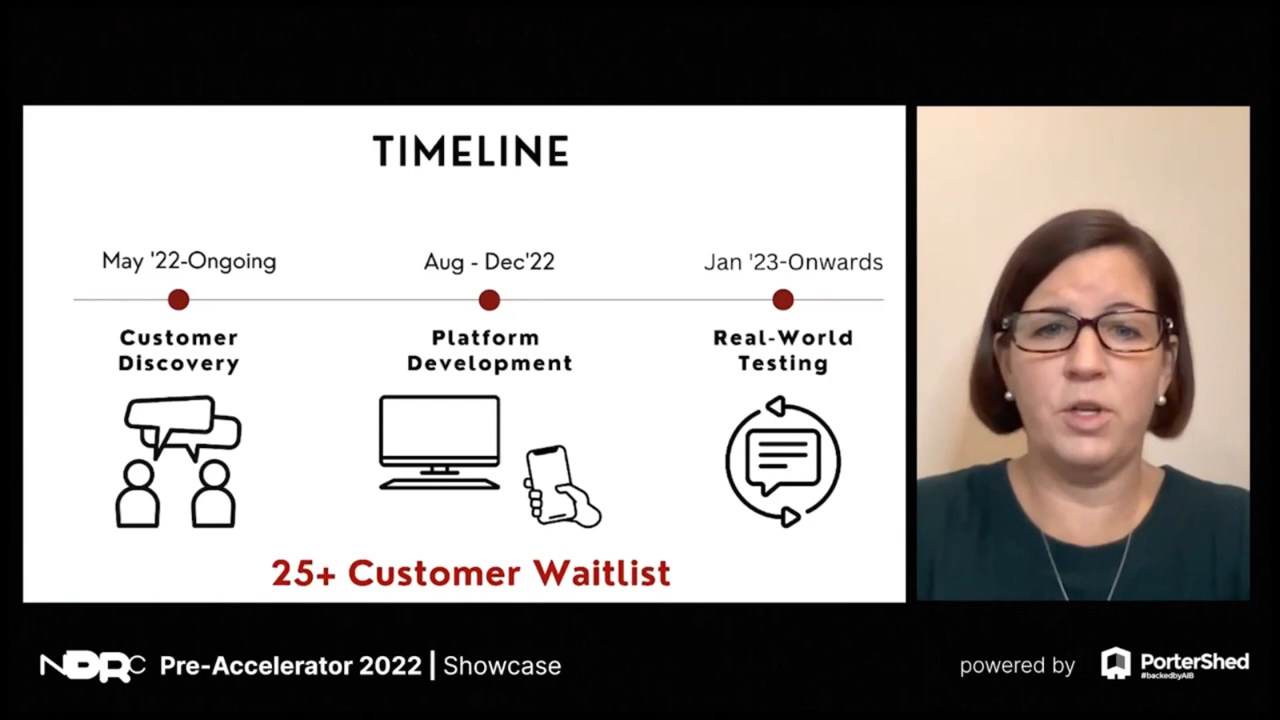 TIMELINE
May '22-Ongoing
Aug - Dec'22
Jan '23-Onwards
Customer
Discovery
Platform
Development
Real-World
Testing
25+ Customer Waitlist
NDRC Pre-Accelerator 2022 | Showcase
powered by
PorterShed
#backedbyAIB